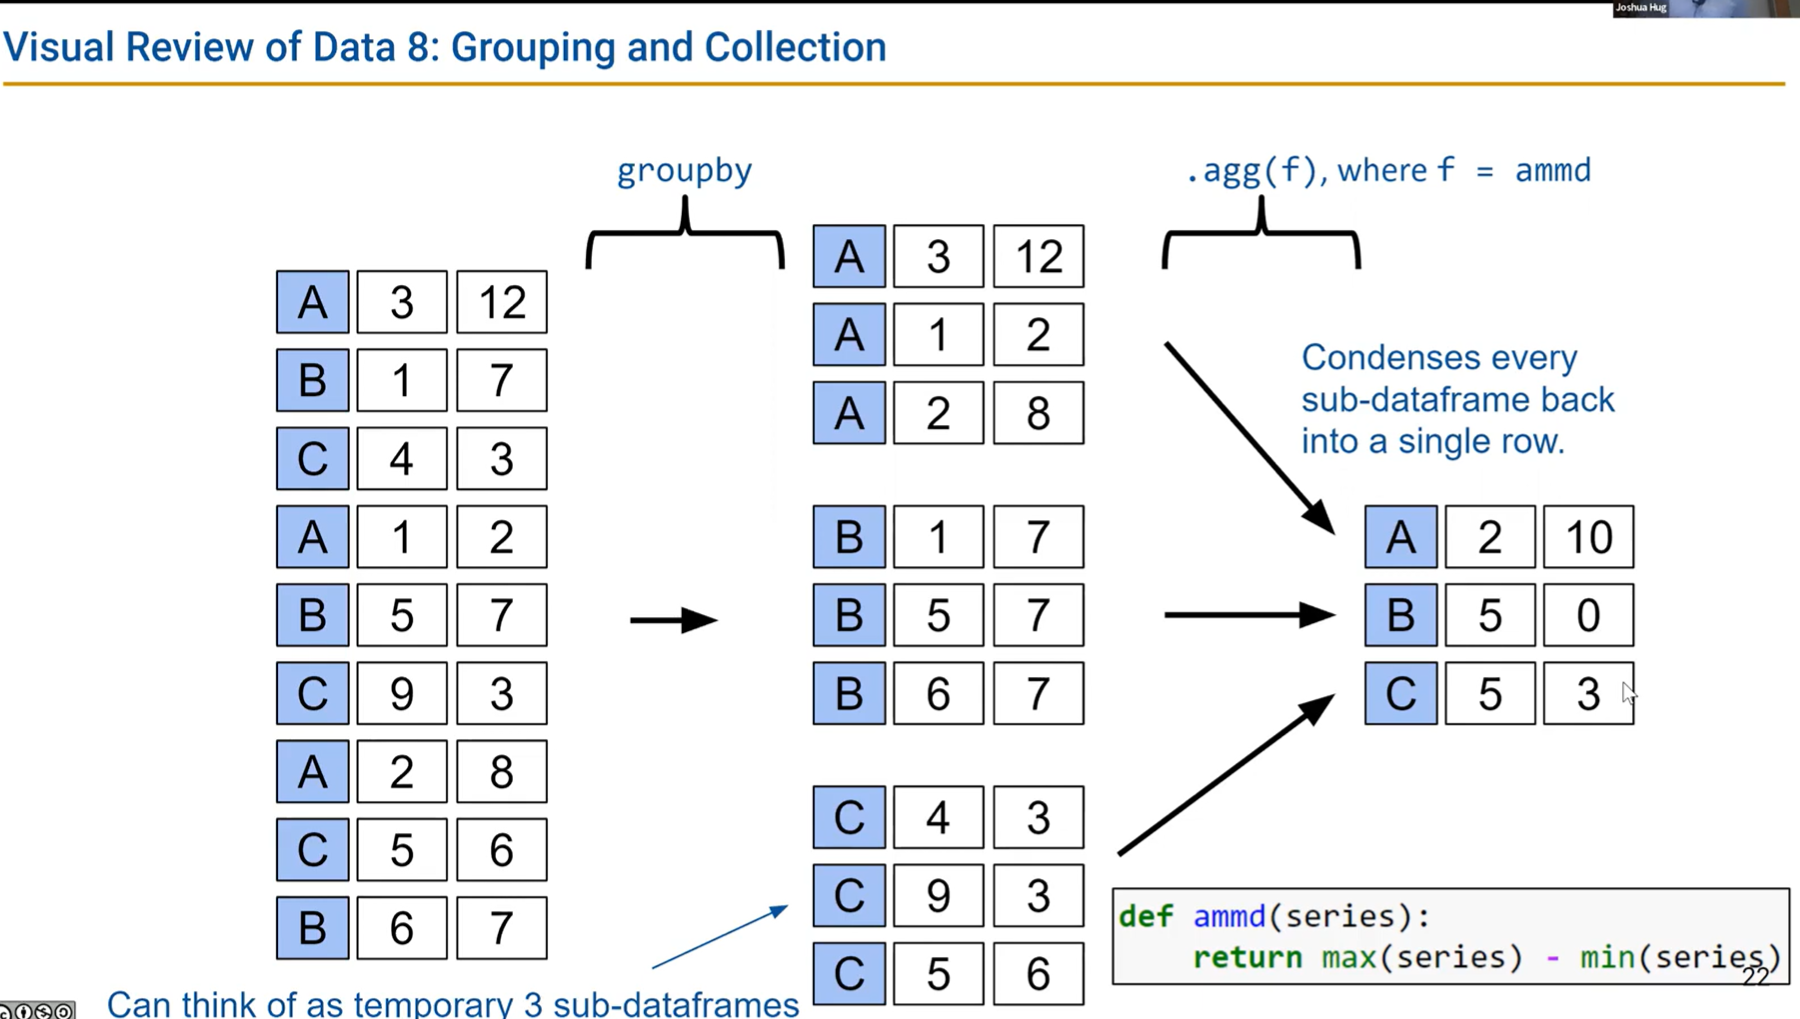 Joshua Hug
Visual Review of Data 8: Grouping and Collection
groupby
.agg(f), where f = ammd
A 3 12
B 1 7
C 4 3
A 1 2
B 5 7
C 9 3
A 2 8
C 5 6
B 6 7
A 3 12
A 1 2
A 2 8
B 1 7
B 5 7
B 6 7
C 4 3
C 9 3
C 5 6
Condenses every
sub-dataframe back
into a single row.
A 2 10
B 5 0
C 5 3
def ammd(series):
return max(series) - min(series)
22
Can think of as temporary 3 sub-dataframes